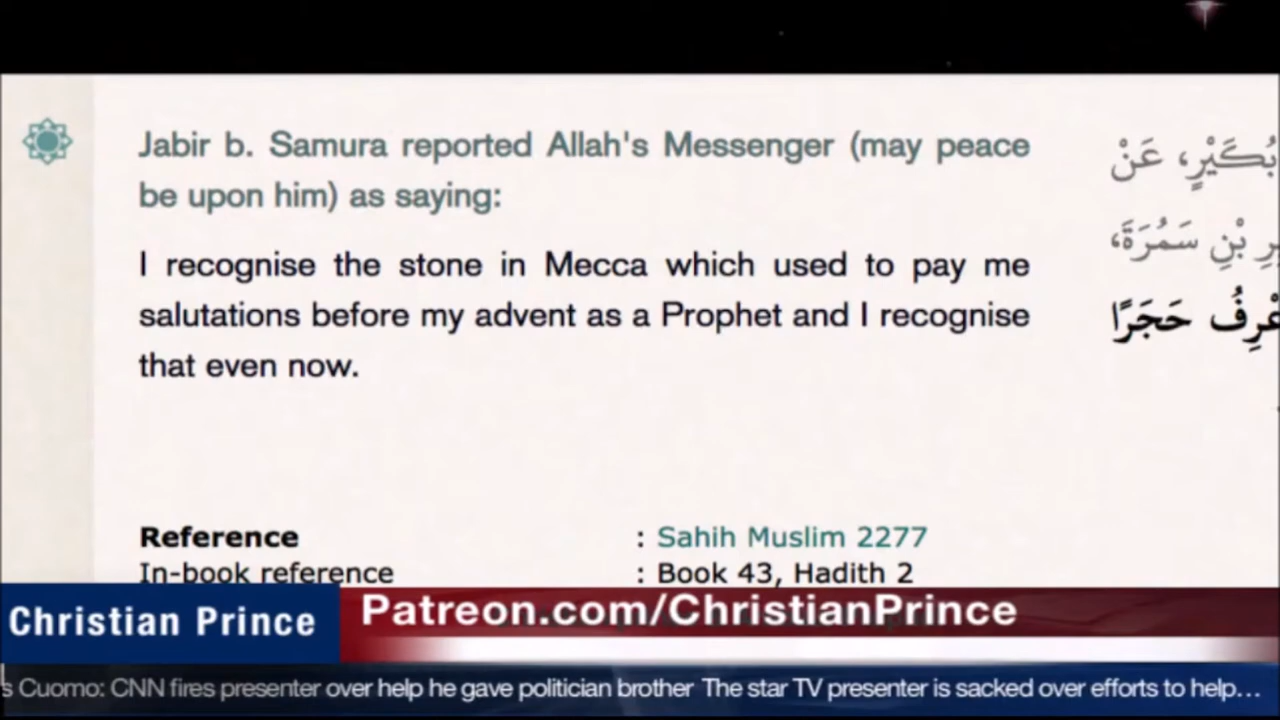 Jabir b. Samura reported Allah's Messenger (may peace
be upon him) as saying:
I recognise the stone in Mecca which used to pay me
salutations before my advent as a Prophet and I recognise
that even now.
بُكَيْرٍ، عَنْ
بْنِ سَمُرَةَ،
حَجَرًا
Reference : Sahih Muslim 2277
In-book reference : Book 43, Hadith 2
Christian Prince
Patreon.com/ChristianPrince
s Cuomo: CNN fires presenter over help he gave politician brother The star TV presenter is sacked over efforts to help...